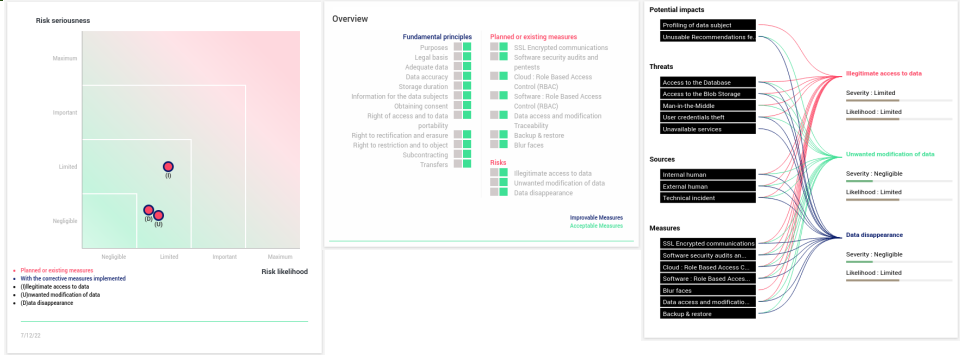 Risk seriousness
Maximum
Important
Limited
Negligible
(I)
(D)
(U)
Negligible
Limited
Important
Maximum
Risk likelihood
Planned or existing measures
With the corrective measures implemented
(I)llegitimate access to data
(U)nwanted modification of data
(D)ata disappearance
7/12/22
Overview
Fundamental principles
Purposes
Legal basis
Adequate data
Data accuracy
Storage duration
Information for the data subjects
Obtaining consent
Right of access and to data
portability
Right to rectification and erasure
Right to restriction and to object
Subcontracting
Transfers
Planned or existing measures
SSL Encrypted communications
Software security audits and
pentests
Cloud : Role Based Access
Control (RBAC)
Software : Role Based Access
Control (RBAC)
Data access and modification
Traceability
Backup & restore
Blur faces
Risks
Illegitimate access to data
Unwanted modification of data
Data disappearance
Improvable Measures
Acceptable Measures
Potential impacts
Profiling of data subject
Unusable Recommendations fe..
Threats
Access to the Database
Access to the Blob Storage
Man-in-the-Middle
User credentials theft
Unavailable services
Sources
Internal human
External human
Technical incident
Measures
SSL Encrypted communications
Software security audits an...
Cloud : Role Based Access C...
Software : Role Based Acces...
Blur faces
Data access and modificatio...
Backup & restore
Illegitimate access to data
Severity : Limited
Likelihood : Limited
Unwanted modification of data
Severity : Negligible
Likelihood : Limited
Data disappearance
Severity : Negligible
Likelihood : Limited